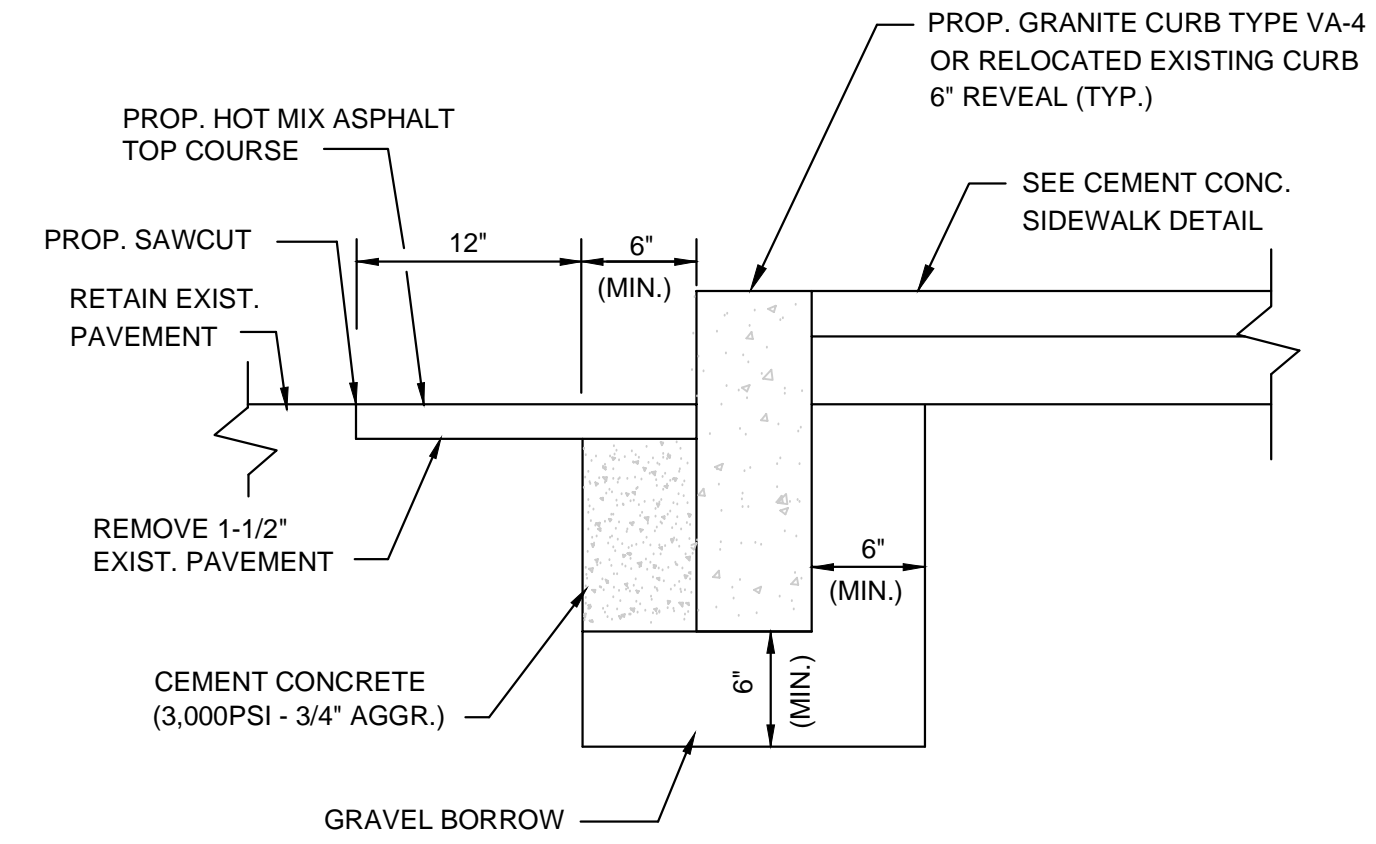 PROP. GRANITE CURB TYPE VA-4
OR RELOCATED EXISTING CURB
6" REVEAL (TYP.)
PROP. HOT MIX ASPHALT
TOP COURSE
SEE CEMENT CONC.
SIDEWALK DETAIL
PROP. SAWCUT
12"
6"
(MIN.)
RETAIN EXIST.
PAVEMENT
REMOVE 1-1/2"
EXIST. PAVEMENT
6"
(MIN.)
6"
(MIN.)
CEMENT CONCRETE
(3,000PSI - 3/4" AGGR.)
GRAVEL BORROW